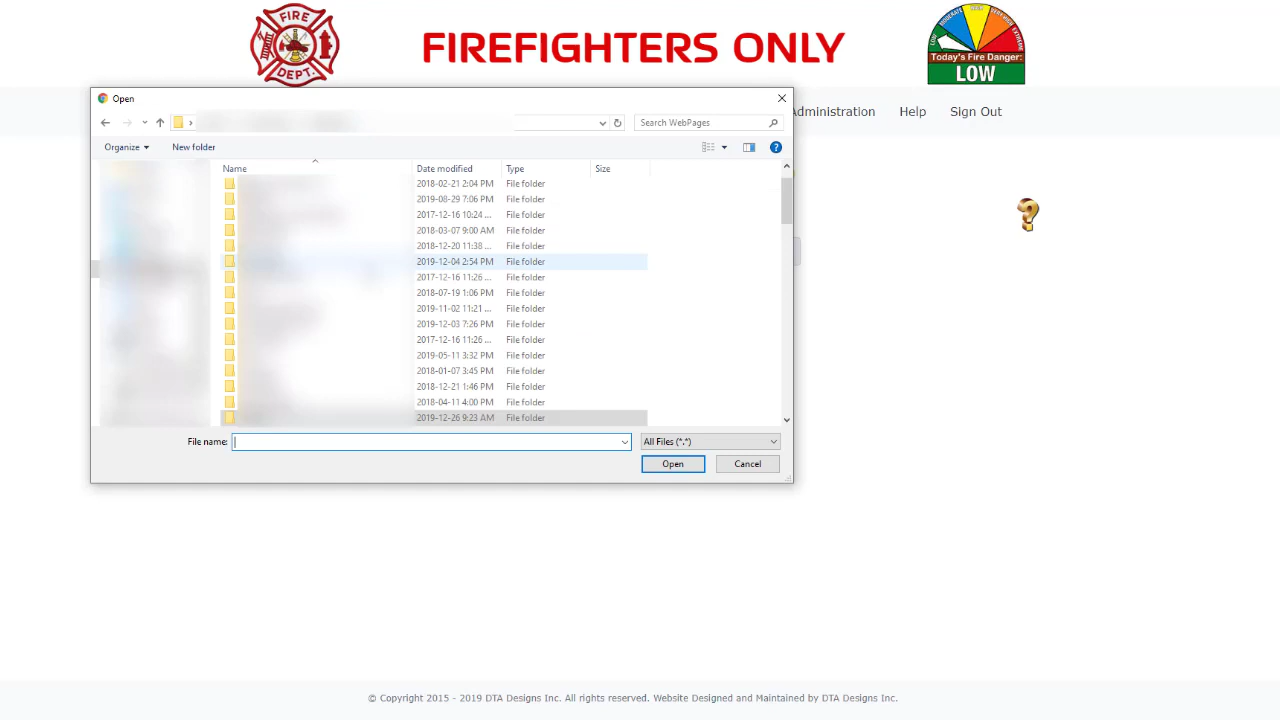 FIRE
DEPT.
FIREFIGHTERS ONLY
LOW
MODERATE
HIGH
EXTREME
Today's Fire Danger:
LOW
Open
Search WebPages
Administration
Help
Sign Out
Organize
New folder
Name
Date modified
Type
Size
2018-02-21 2:04 PM File folder
2019-08-29 7:06 PM File folder
2017-12-16 10:24 ... File folder
2018-03-07 9:00 AM File folder
2018-12-20 11:38 ... File folder
2019-12-04 2:54 PM File folder
2017-12-16 11:26 ... File folder
2018-07-19 1:06 PM File folder
2019-11-02 11:21 ... File folder
2019-12-03 7:26 PM File folder
2017-12-16 11:26 ... File folder
2019-05-11 3:32 PM File folder
2018-01-07 3:45 PM File folder
2018-12-21 1:46 PM File folder
2018-04-11 4:00 PM File folder
2019-12-26 9:23 AM File folder
File name:
All Files (*.*)
Open
Cancel
© Copyright 2015 - 2019 DTA Designs Inc. All rights reserved. Website Designed and Maintained by DTA Designs Inc.